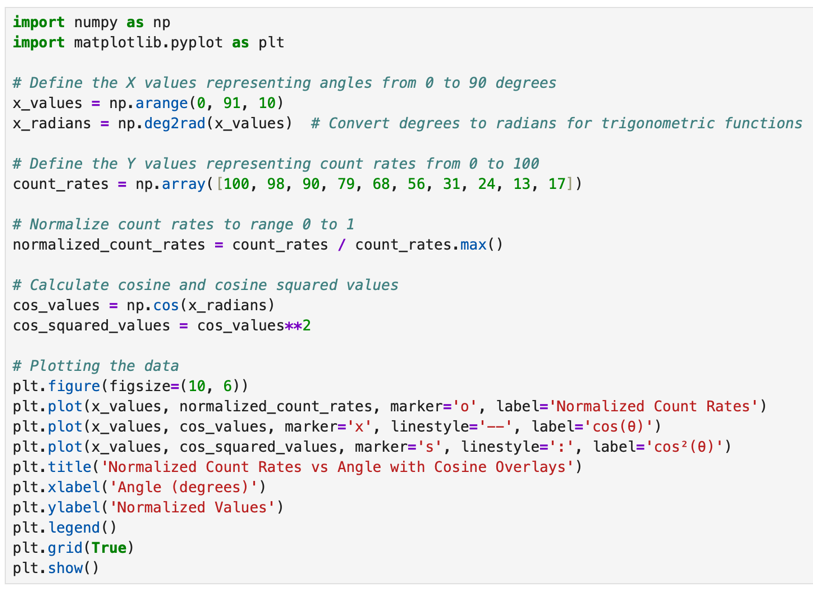 import numpy as np
import matplotlib.pyplot as plt

# Define the X values representing angles from 0 to 90 degrees
x_values = np.arange(0, 91, 10)
x_radians = np.deg2rad(x_values)  # Convert degrees to radians for trigonometric functions

# Define the Y values representing count rates from 0 to 100
count_rates = np.array([100, 98, 90, 79, 68, 56, 31, 24, 13, 17])

# Normalize count rates to range 0 to 1
normalized_count_rates = count_rates / count_rates.max()

# Calculate cosine and cosine squared values
cos_values = np.cos(x_radians)
cos_squared_values = cos_values**2

# Plotting the data
plt.figure(figsize=(10, 6))
plt.plot(x_values, normalized_count_rates, marker='o', label='Normalized Count Rates')
plt.plot(x_values, cos_values, marker='x', linestyle='--', label='cos(θ)')
plt.plot(x_values, cos_squared_values, marker='s', linestyle=':', label='cos²(θ)')
plt.title('Normalized Count Rates vs Angle with Cosine Overlays')
plt.xlabel('Angle (degrees)')
plt.ylabel('Normalized Values')
plt.legend()
plt.grid(True)
plt.show()